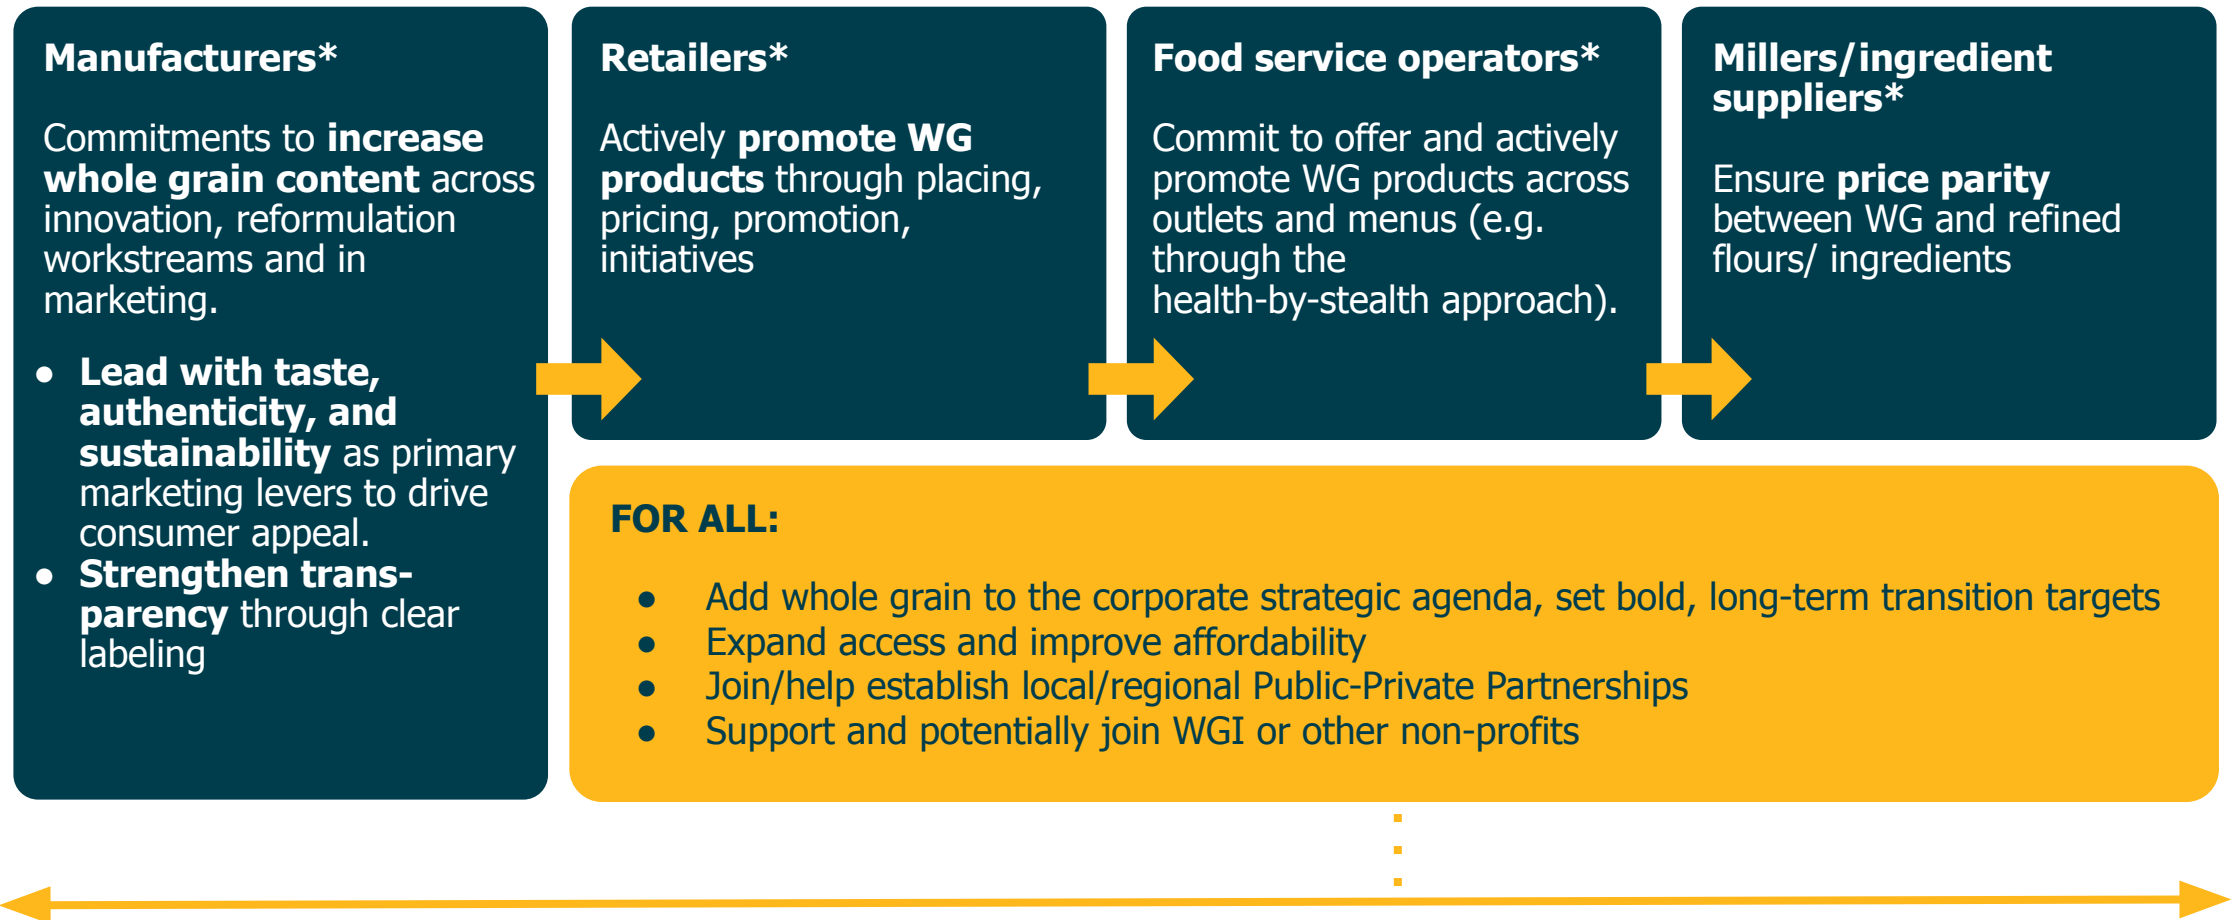 Manufacturers*
Commitments to increase
whole grain content across
innovation, reformulation
workstreams and in
marketing.
● Lead with taste,
authenticity, and
sustainability as primary
marketing levers to drive
consumer appeal.
● Strengthen trans-
parency through clear
labeling
Retailers*
Actively promote WG
products through placing,
pricing, promotion,
initiatives
Food service operators*
Commit to offer and actively
promote WG products across
outlets and menus (e.g.
through the
health-by-stealth approach).
Millers/ingredient
suppliers*
Ensure price parity
between WG and refined
flours/ ingredients
FOR ALL:
● Add whole grain to the corporate strategic agenda, set bold, long-term transition targets
● Expand access and improve affordability
● Join/help establish local/regional Public-Private Partnerships
● Support and potentially join WGI or other non-profits